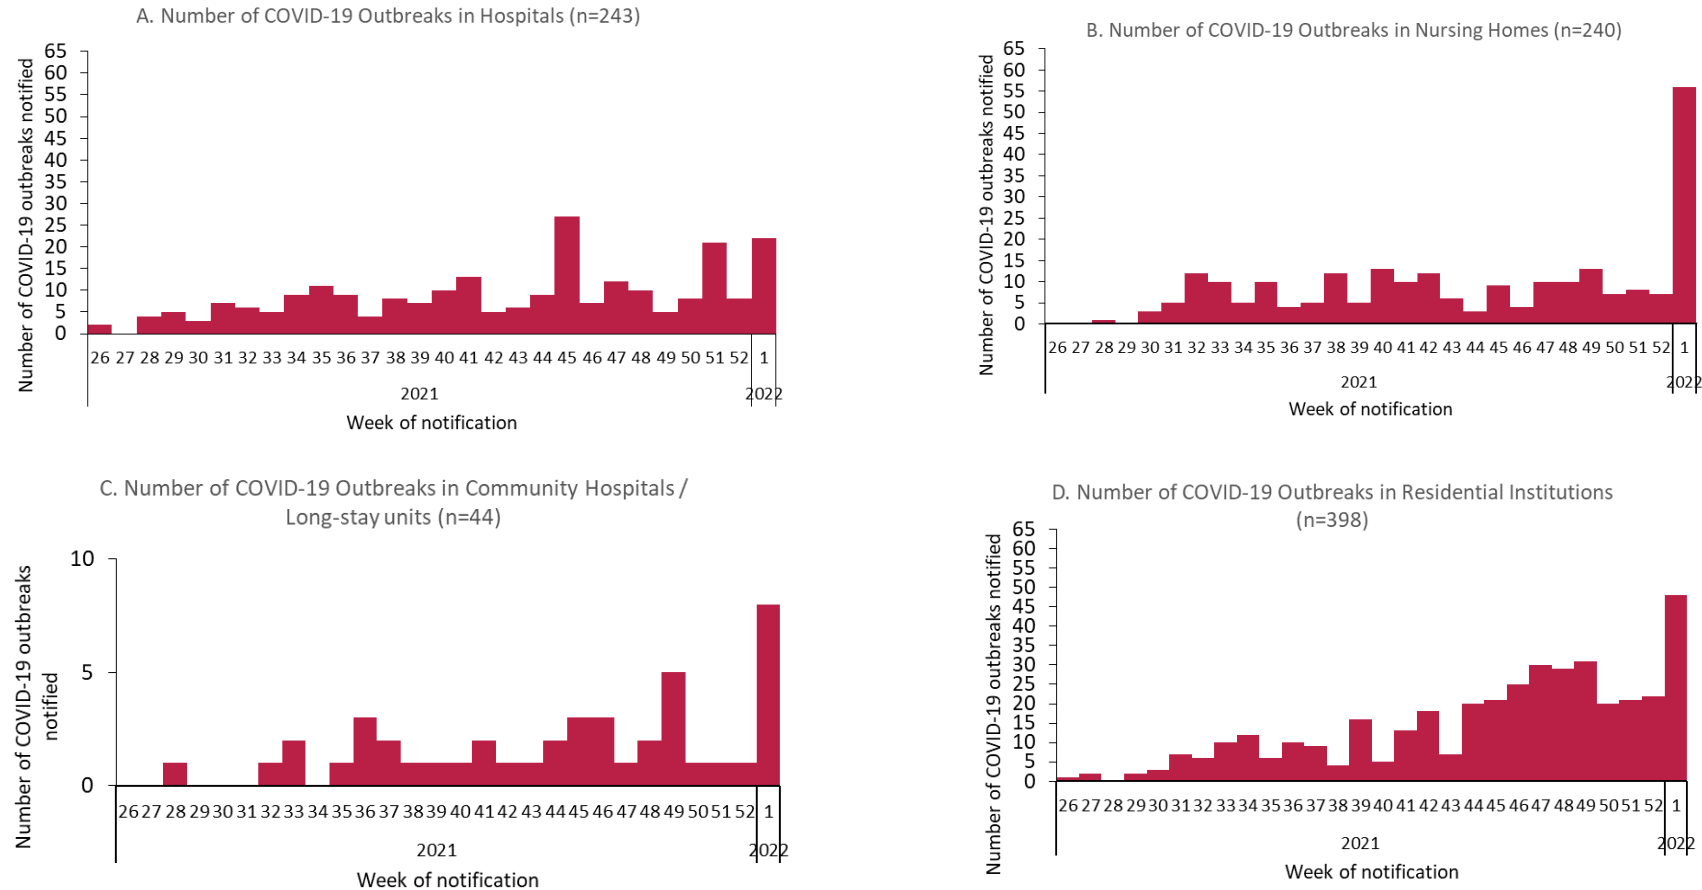 A. Number of COVID-19 Outbreaks in Hospitals (n=243)
Number of COVID-19 outbreaks notified
65
60
55
50
45
40
35
30
25
20
15
10
5
0
26 27 28 29 30 31 32 33 34 35 36 37 38 39 40 41 42 43 44 45 46 47 48 49 50 51 52 1
2021 2022
Week of notification
B. Number of COVID-19 Outbreaks in Nursing Homes (n=240)
Number of COVID-19 outbreaks notified
65
60
55
50
45
40
35
30
25
20
15
10
5
0
26 27 28 29 30 31 32 33 34 35 36 37 38 39 40 41 42 43 44 45 46 47 48 49 50 51 52 1
2021 2022
Week of notification
C. Number of COVID-19 Outbreaks in Community Hospitals /
Long-stay units (n=44)
Number of COVID-19 outbreaks
notified
10
5
0
26 27 28 29 30 31 32 33 34 35 36 37 38 39 40 41 42 43 44 45 46 47 48 49 50 51 52 1
2021 2022
Week of notification
D. Number of COVID-19 Outbreaks in Residential Institutions
(n=398)
Number of COVID-19 outbreaks notified
65
60
55
50
45
40
35
30
25
20
15
10
5
0
26 27 28 29 30 31 32 33 34 35 36 37 38 39 40 41 42 43 44 45 46 47 48 49 50 51 52 1
2021 2022
Week of notification